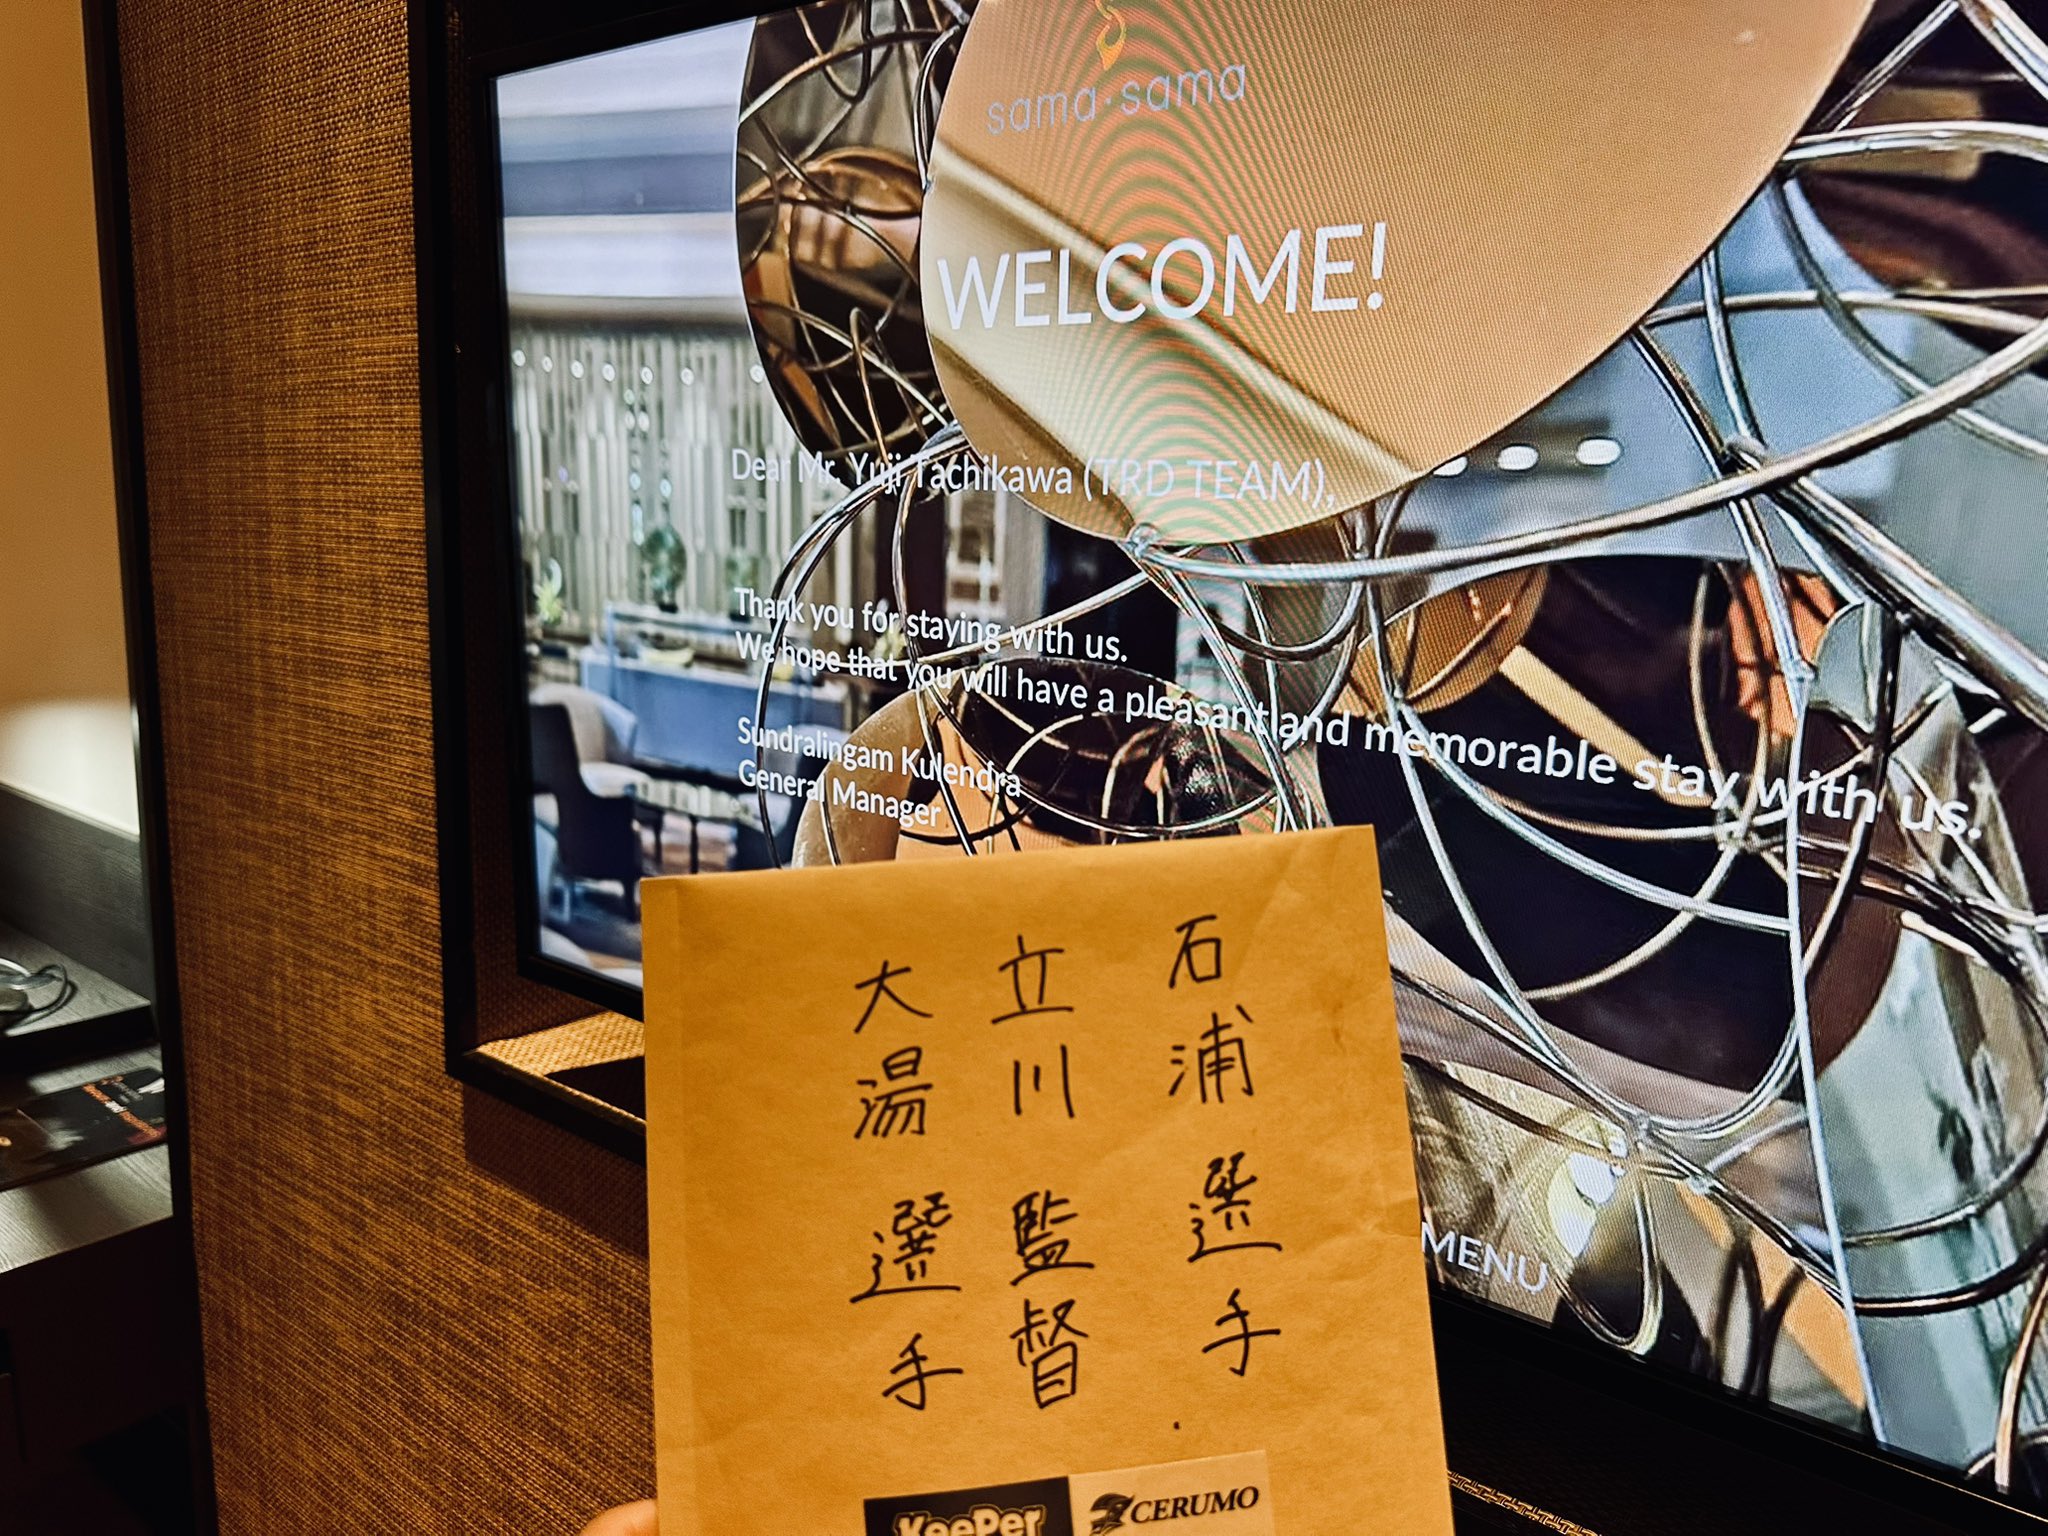 sama·sama
WELCOME!
Dear Mr. Yuji Tachikawa (TRD TEAM),
Thank you for staying with us.
We hope that you will have a pleasant and memorable stay with us.
Sundralingam Kulendra
General Manager
MENU
石浦 選手
立川 監督
大湯 選手
KeePer
CERUMO